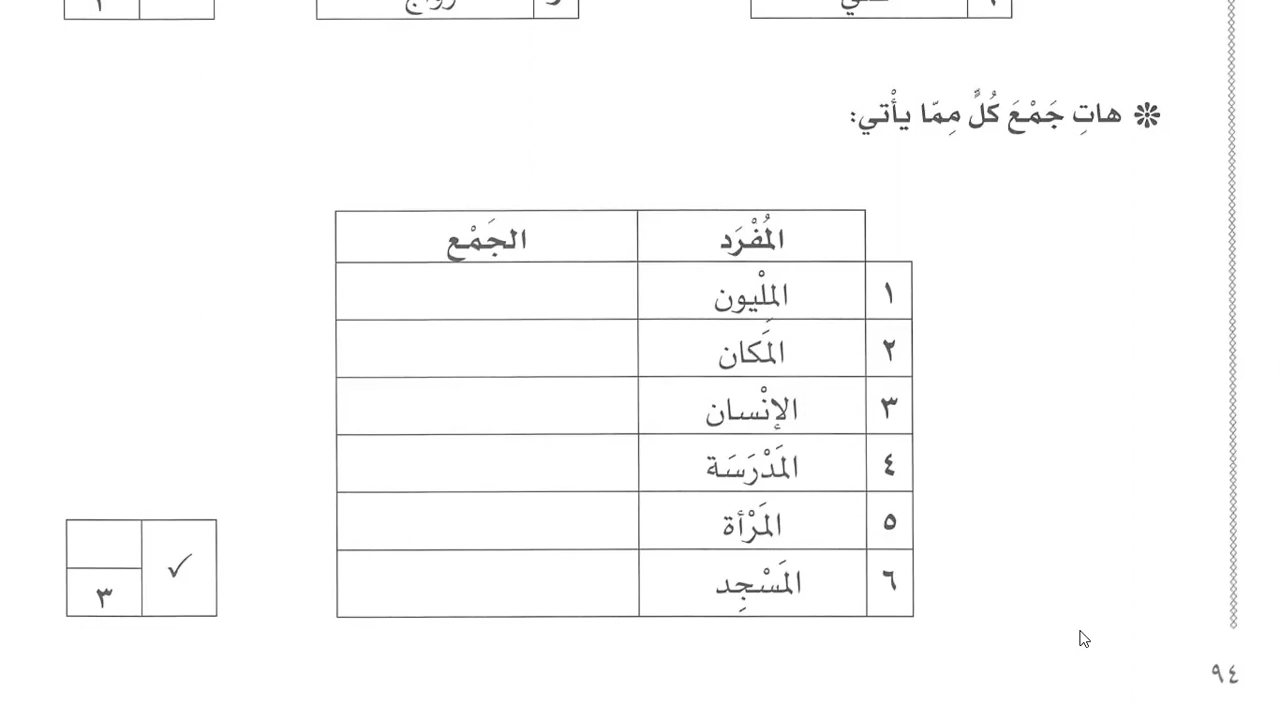 ❊ هاتِ جَمْعَ كُلٍّ مِمّا يأْتي:
المُفْرَد الجَمْع
١ المِلْيون
٢ المَكان
٣ الإنْسان
٤ المَدْرَسَة
٥ المَرْأة
٦ المَسْجِد
✓ ٣
٩٤